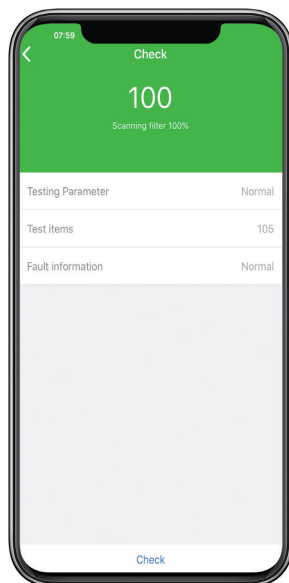 07:59
Check
100
Scanning filter 100%
Testing Parameter Normal
Test items 105
Fault information Normal
Check